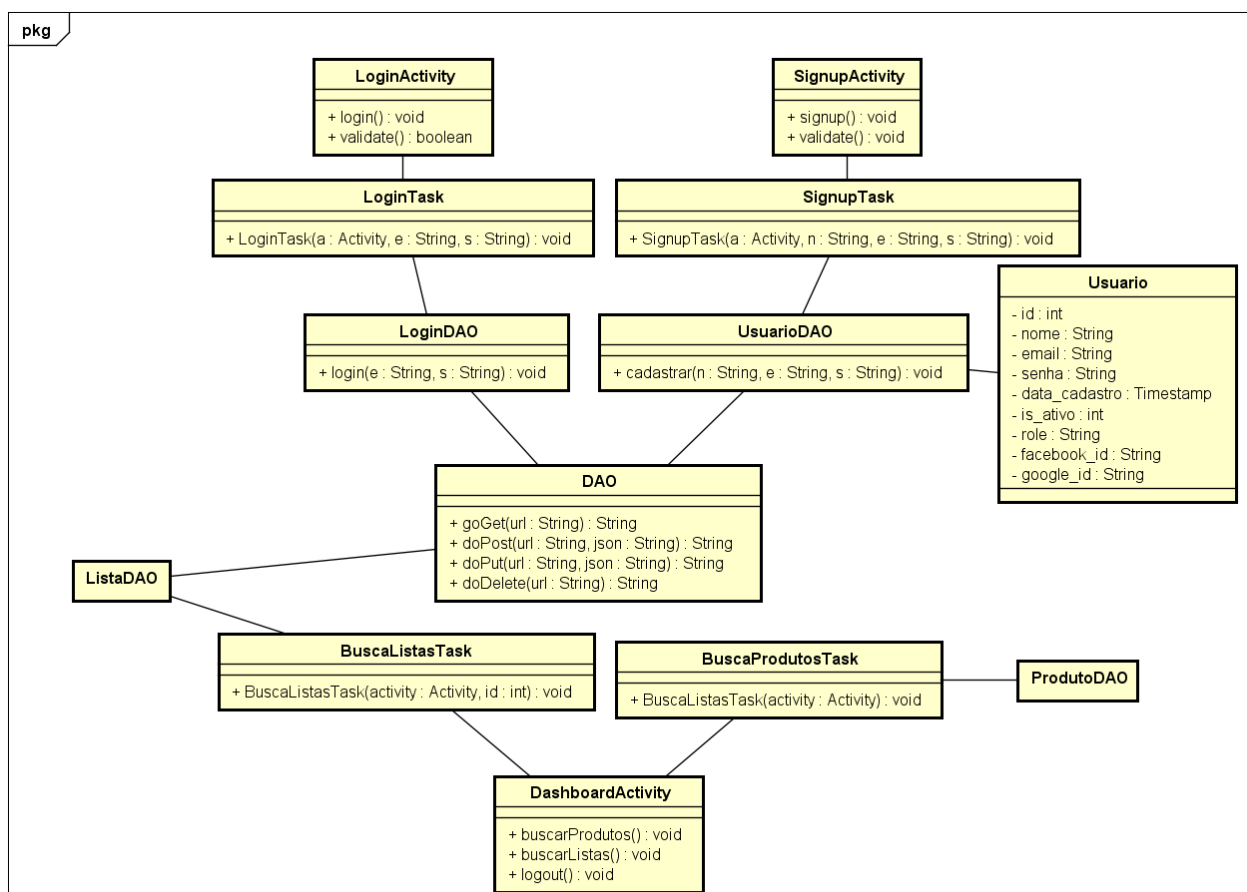 pkg
LoginActivity
+ login() : void
+ validate() : boolean
SignupActivity
+ signup() : void
+ validate() : void
LoginTask
+ LoginTask(a : Activity, e : String, s : String) : void
SignupTask
+ SignupTask(a : Activity, n : String, e : String, s : String) : void
Usuario
- id : int
- nome : String
- email : String
- senha : String
- data_cadastro : Timestamp
- is_ativo : int
- role : String
- facebook_id : String
- google_id : String
LoginDAO
+ login(e : String, s : String) : void
UsuarioDAO
+ cadastrar(n : String, e : String, s : String) : void
DAO
+ goGet(url : String) : String
+ doPost(url : String, json : String) : String
+ doPut(url : String, json : String) : String
+ doDelete(url : String) : String
ListaDAO
BuscaListasTask
+ BuscaListasTask(activity : Activity, id : int) : void
BuscaProdutosTask
+ BuscaListasTask(activity : Activity) : void
ProdutoDAO
DashboardActivity
+ buscarProdutos() : void
+ buscarListas() : void
+ logout() : void